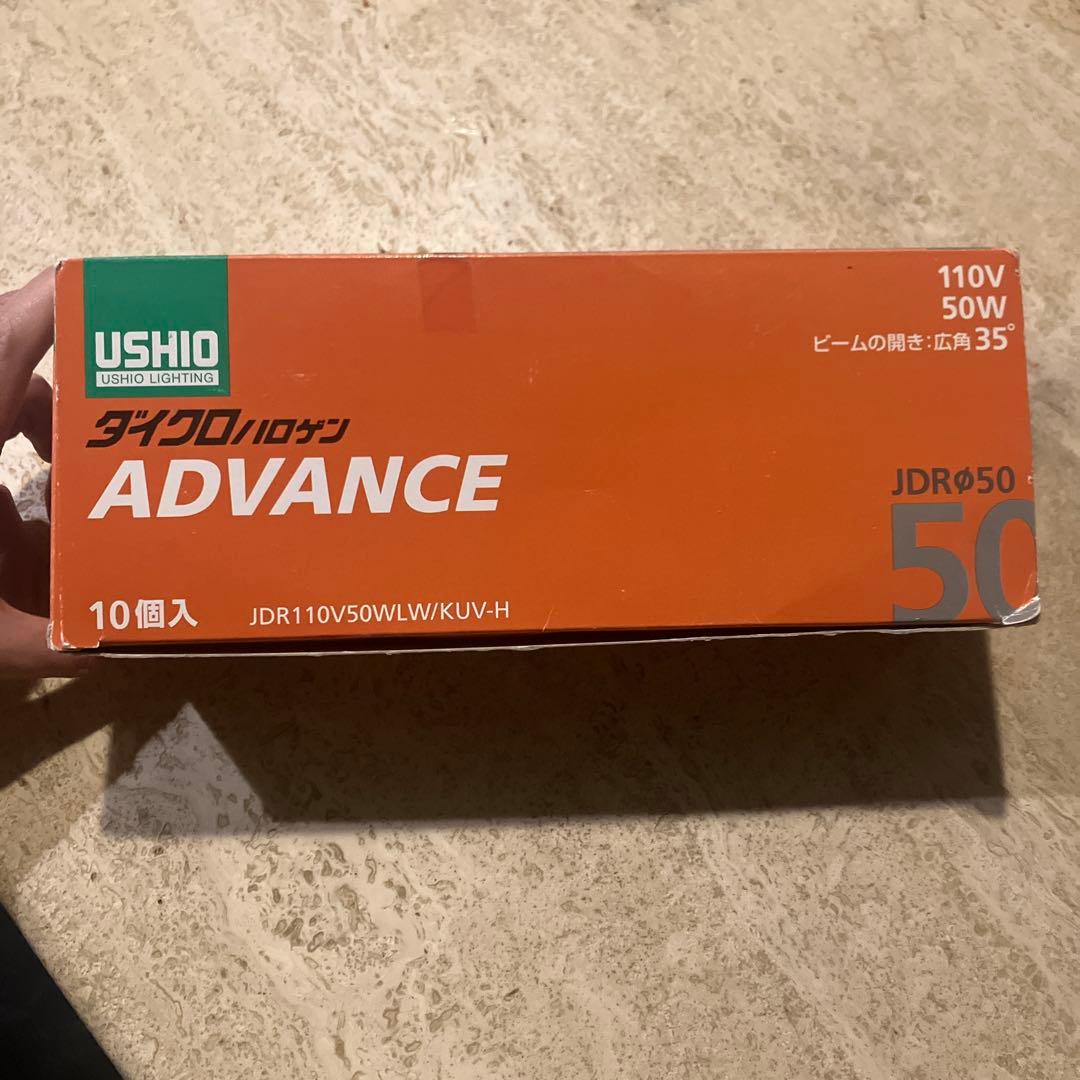 USHIO
USHIO LIGHTING
ダイクロハロゲン
ADVANCE
10個入
JDR110V50WLW/KUV-H
110V
50W
ビームの開き:広角35°
JDRφ50
50